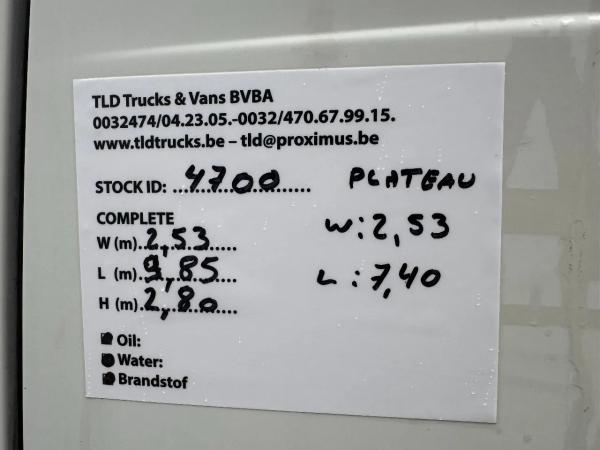 TLD Trucks & Vans BVBA
0032474/04.23.05.-0032/470.67.99.15.
www.tldtrucks.be – tld@proximus.be
STOCK ID: ...4700...... PLATEAU
COMPLETE
W (m)..2,53..... W:2,53
L (m)..9,85..... L:7,40
H (m)..2,80....
Oil:
Water:
Brandstof